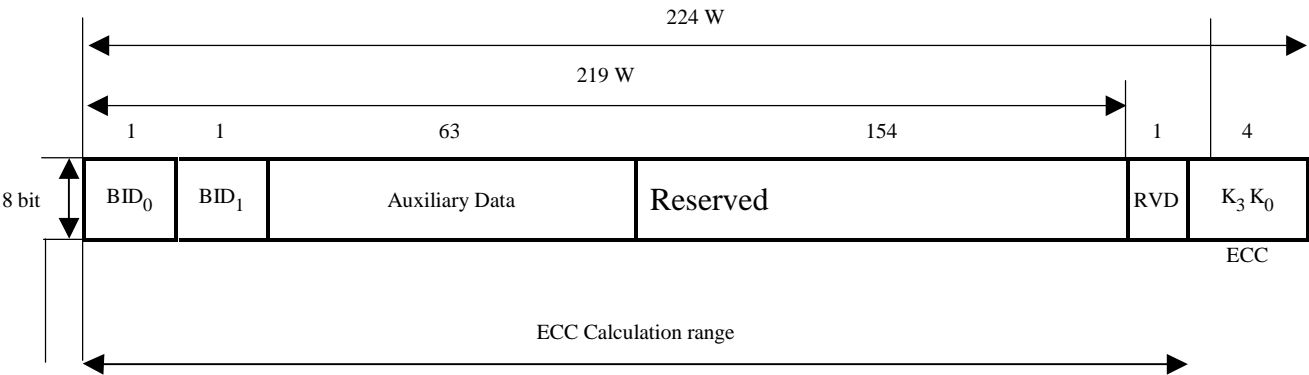 224 W
219 W
1 1 63 154 1 4
8 bit BID0 BID1 Auxiliary Data Reserved RVD K3 K0
ECC
ECC Calculation range